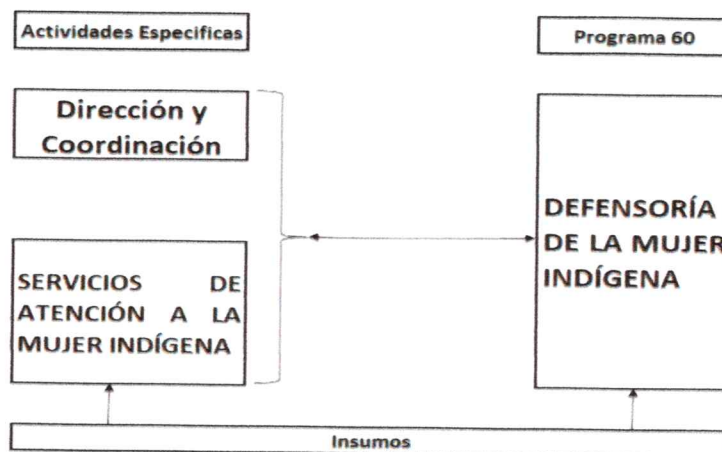 Actividades Especificas
Programa 60
Dirección y
Coordinación
SERVICIOS DE
ATENCIÓN A LA
MUJER INDÍGENA
DEFENSORÍA
DE LA MUJER
INDÍGENA
Insumos